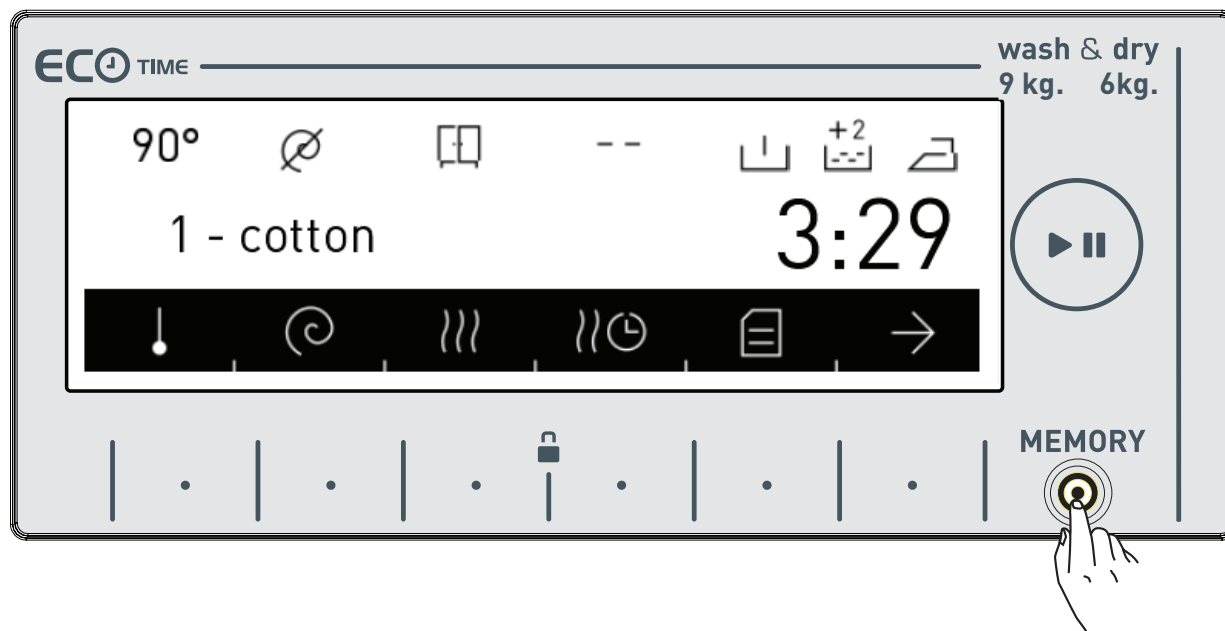 ECO TIME
wash & dry
9 kg. 6kg.
90° -- +2
1 - cotton
3:29
MEMORY